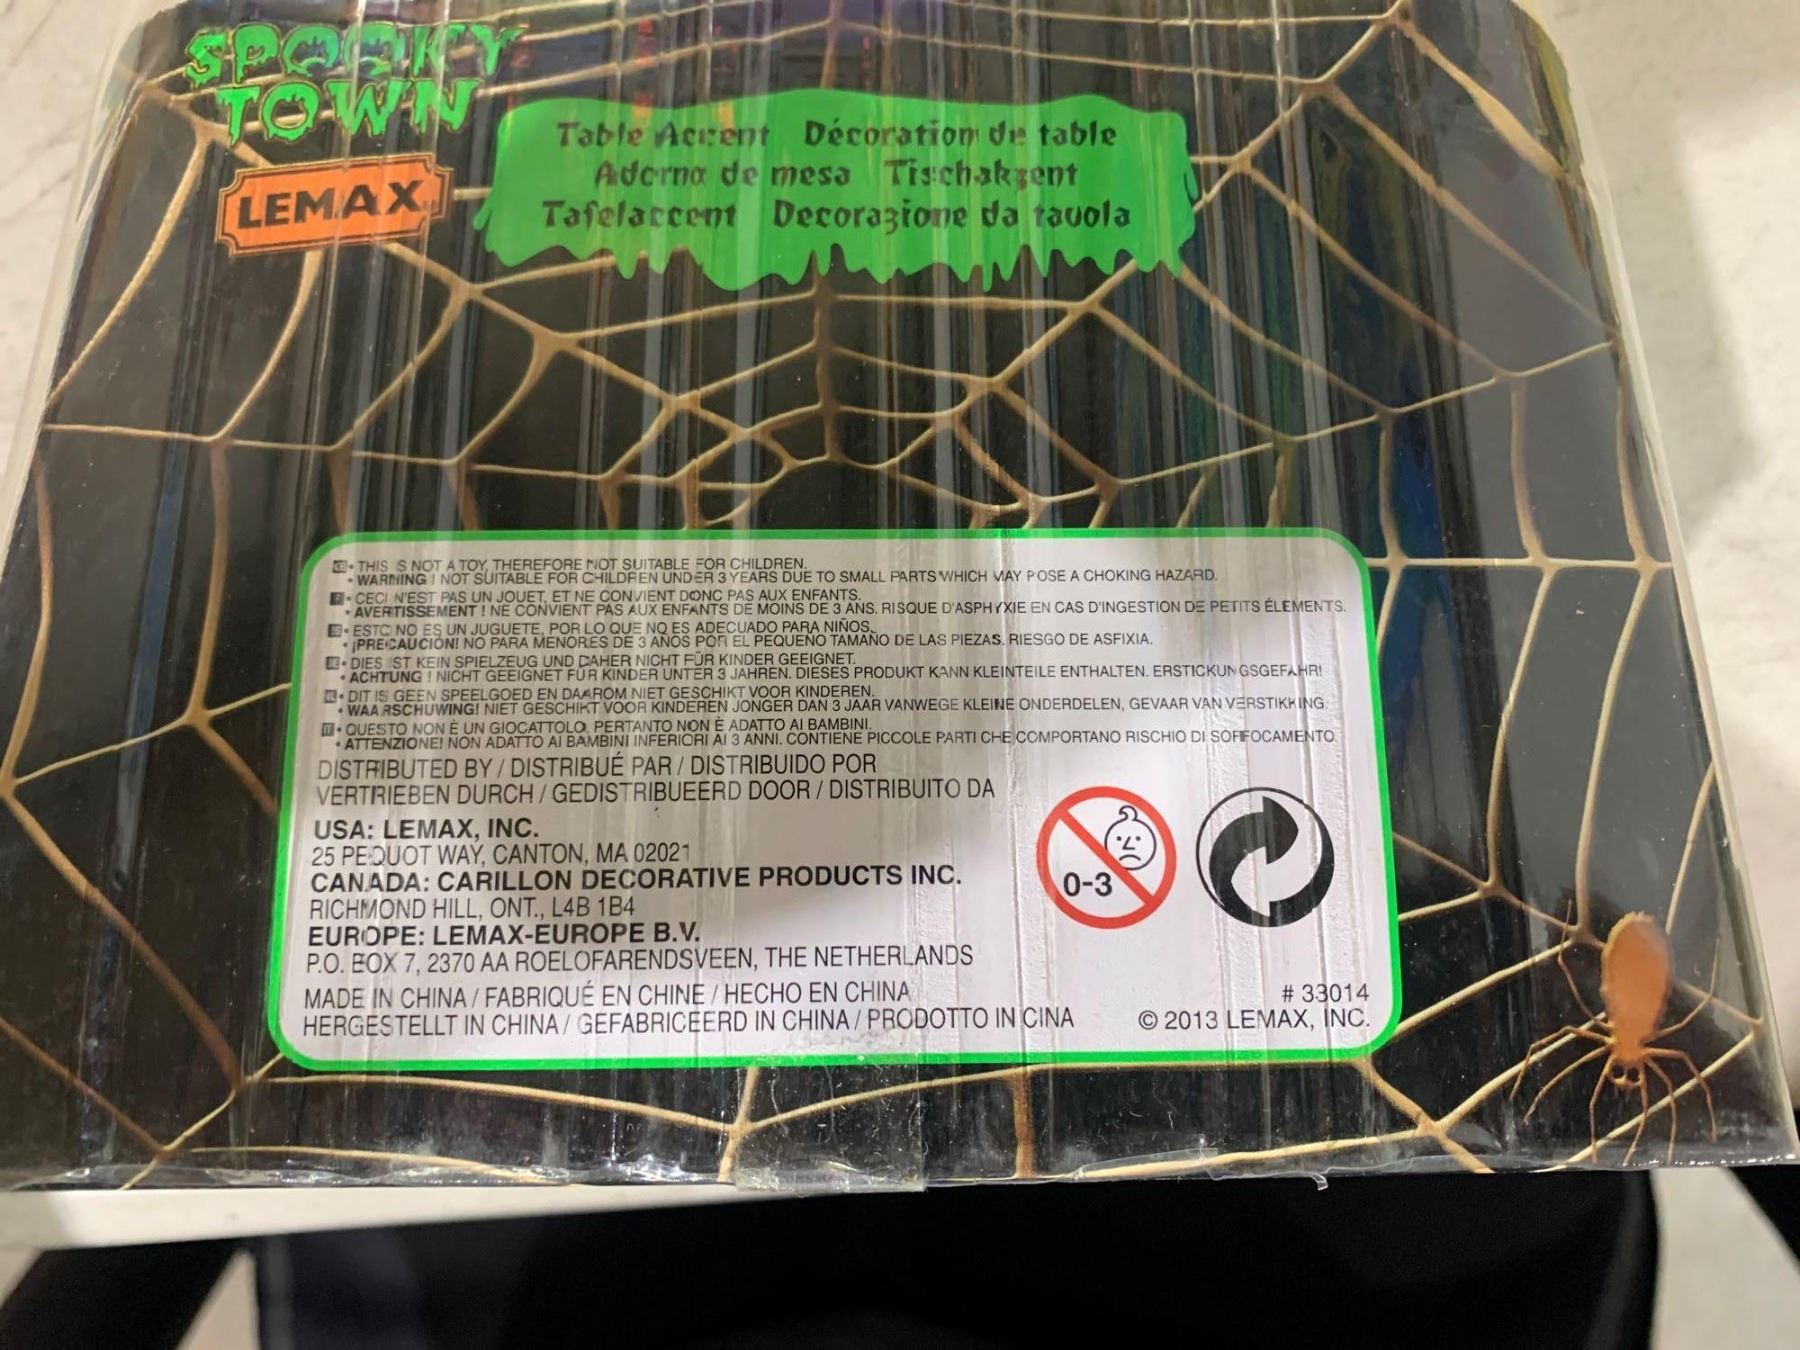 SPOOKY
TOWN
LEMAX
Table Accent Décoration de table
Adorno de mesa Tischakzent
Tafelaccent Decorazione da tavola
• THIS IS NOT A TOY, THEREFORE NOT SUITABLE FOR CHILDREN.
• WARNING ! NOT SUITABLE FOR CHILDREN UNDER 3 YEARS DUE TO SMALL PARTS WHICH MAY POSE A CHOKING HAZARD.
F • CECI N'EST PAS UN JOUET, ET NE CONVIENT DONC PAS AUX ENFANTS.
• AVERTISSEMENT ! NE CONVIENT PAS AUX ENFANTS DE MOINS DE 3 ANS. RISQUE D'ASPHYXIE EN CAS D'INGESTION DE PETITS ÉLEMENTS.
ES • ESTO NO ES UN JUGUETE, POR LO QUE NO ES ADECUADO PARA NIÑOS.
• ¡PRECAUCIÓN! NO PARA MENORES DE 3 AÑOS POR EL PEQUEÑO TAMAÑO DE LAS PIEZAS. RIESGO DE ASFIXIA.
DE • DIES IST KEIN SPIELZEUG UND DAHER NICHT FÜR KINDER GEEIGNET.
• ACHTUNG ! NICHT GEEIGNET FÜR KINDER UNTER 3 JAHREN. DIESES PRODUKT KANN KLEINTEILE ENTHALTEN. ERSTICKUNGSGEFAHR!
NL • DIT IS GEEN SPEELGOED EN DAAROM NIET GESCHIKT VOOR KINDEREN.
• WAARSCHUWING! NIET GESCHIKT VOOR KINDEREN JONGER DAN 3 JAAR VANWEGE KLEINE ONDERDELEN, GEVAAR VAN VERSTIKKING.
IT • QUESTO NON È UN GIOCATTOLO, PERTANTO NON È ADATTO AI BAMBINI.
• ATTENZIONE! NON ADATTO AI BAMBINI INFERIORI AI 3 ANNI. CONTIENE PICCOLE PARTI CHE COMPORTANO RISCHIO DI SOFFOCAMENTO.
DISTRIBUTED BY / DISTRIBUÉ PAR / DISTRIBUIDO POR
VERTRIEBEN DURCH / GEDISTRIBUEERD DOOR / DISTRIBUITO DA
USA: LEMAX, INC.
25 PEQUOT WAY, CANTON, MA 02021
CANADA: CARILLON DECORATIVE PRODUCTS INC.
RICHMOND HILL, ONT., L4B 1B4
EUROPE: LEMAX-EUROPE B.V.
P.O. BOX 7, 2370 AA ROELOFARENDSVEEN, THE NETHERLANDS
0-3
MADE IN CHINA / FABRIQUÉ EN CHINE / HECHO EN CHINA
HERGESTELLT IN CHINA / GEFABRICEERD IN CHINA / PRODOTTO IN CINA
# 33014
© 2013 LEMAX, INC.